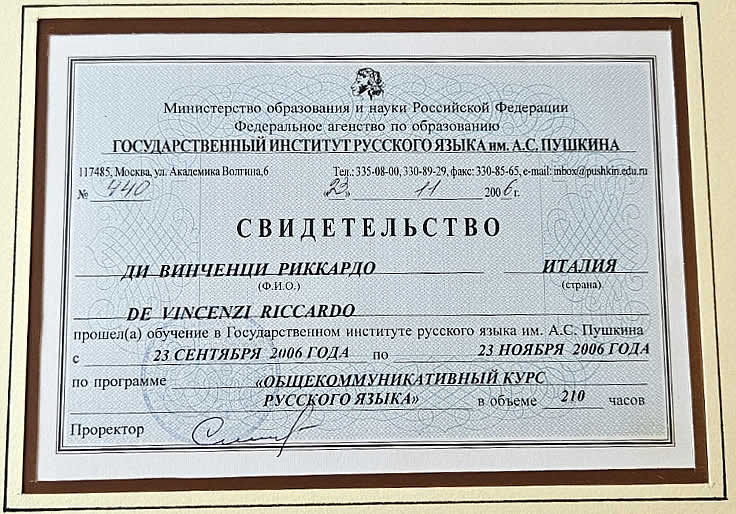 Министерство образования и науки Российской Федерации
Федеральное агенство по образованию
ГОСУДАРСТВЕННЫЙ ИНСТИТУТ РУССКОГО ЯЗЫКА им. А.С. ПУШКИНА
117485, Москва, ул. Академика Волгина,6 Тел.: 335-08-00, 330-89-29, факс: 330-85-65, e-mail: inbox@pushkin.edu.ru
№ 440 «23» 11 2006 г.
СВИДЕТЕЛЬСТВО
ДИ ВИНЧЕНЦИ РИККАРДО ИТАЛИЯ
(Ф.И.О.) (страна)
DE VINCENZI RICCARDO
прошел(а) обучение в Государственном институте русского языка им. А.С. Пушкина
с 23 СЕНТЯБРЯ 2006 ГОДА по 23 НОЯБРЯ 2006 ГОДА
по программе «ОБЩЕКОММУНИКАТИВНЫЙ КУРС
РУССКОГО ЯЗЫКА» в объеме 210 часов
Проректор